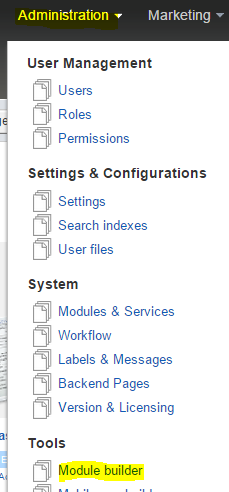 Administration Marketing
User Management
Users
Roles
Permissions
Settings & Configurations
Settings
Search indexes
User files
System
Modules & Services
Workflow
Labels & Messages
Backend Pages
Version & Licensing
Tools
Module builder